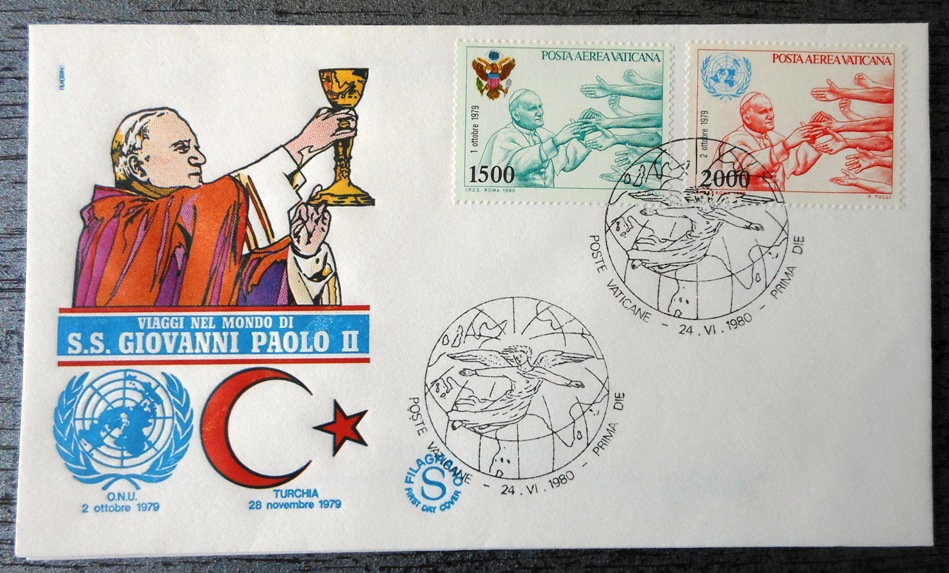 FILAGRANO
POSTA AEREA VATICANA
1 ottobre 1979
1500
I.P.Z.S. ROMA 1980
POSTA AEREA VATICANA
2 ottobre 1979
2000
P. TULLI
POSTE VATICANE - 24.VI.1980 - PRIMA DIE
VIAGGI NEL MONDO DI
S.S. GIOVANNI PAOLO II
POSTE VATICANE - 24.VI.1980 - PRIMA DIE
O.N.U.
2 ottobre 1979
TURCHIA
28 novembre 1979
FILAGRANO
S
FIRST DAY COVER